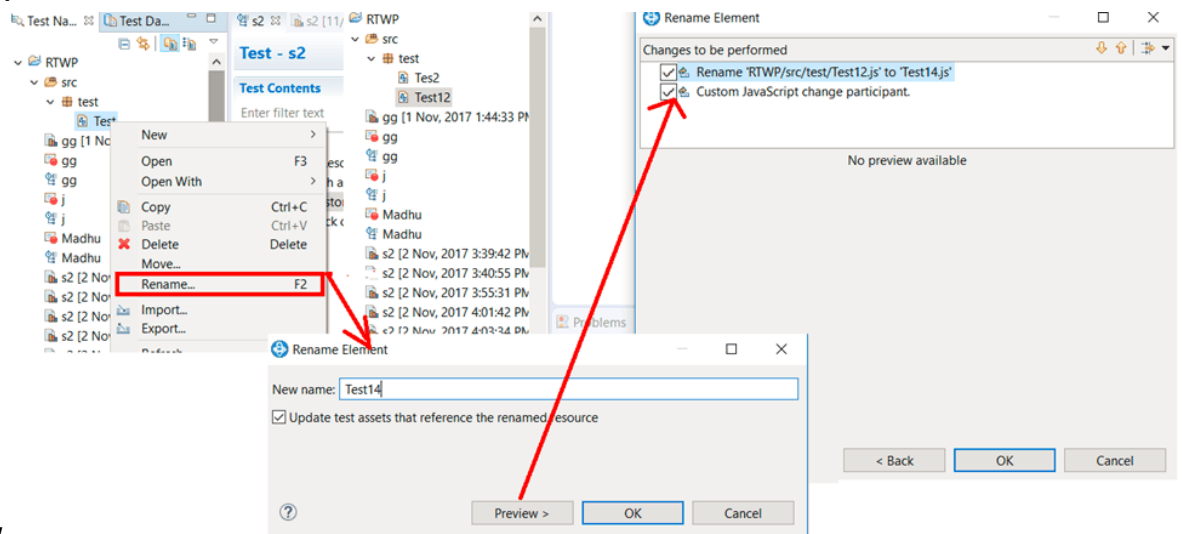 Test Na...
Test Da...
RTWP
src
test
Test
gg [1 No
gg
gg
j
j
Madhu
Madhu
s2 [2 Nov
s2 [2 Nov
s2 [2 Nov
s2 [2 Nov
New
Open F3
Open With
Copy Ctrl+C
Paste Ctrl+V
Delete Delete
Move...
Rename... F2
Import...
Export...
Refresh
s2
s2 [11/
Test - s2
Test Contents
Enter filter text
RTWP
src
test
Tes2
Test12
gg [1 Nov, 2017 1:44:33 PM
gg
gg
j
j
Madhu
Madhu
s2 [2 Nov, 2017 3:39:42 PM
s2 [2 Nov, 2017 3:40:55 PM
s2 [2 Nov, 2017 3:55:31 PM
s2 [2 Nov, 2017 4:01:42 PM
s2 [2 Nov, 2017 4:03:34 PM
Problems
Rename Element
New name: Test14
Update test assets that reference the renamed resource
Preview >
OK
Cancel
Rename Element
Changes to be performed
Rename 'RTWP/src/test/Test12.js' to 'Test14.js'
Custom JavaScript change participant.
No preview available
< Back
OK
Cancel